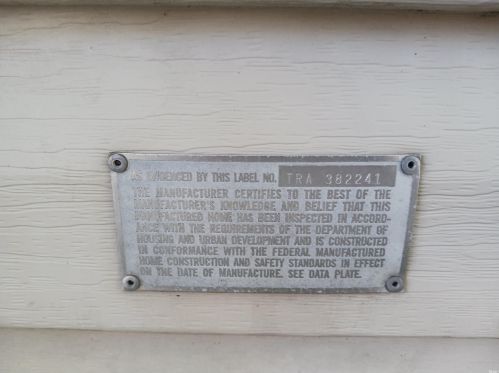 AS EVIDENCED BY THIS LABEL NO. TRA 382241
THE MANUFACTURER CERTIFIES TO THE BEST OF THE
MANUFACTURER'S KNOWLEDGE AND BELIEF THAT THIS
MANUFACTURED HOME HAS BEEN INSPECTED IN ACCORD-
ANCE WITH THE REQUIREMENTS OF THE DEPARTMENT OF
HOUSING AND URBAN DEVELOPMENT AND IS CONSTRUCTED
IN CONFORMANCE WITH THE FEDERAL MANUFACTURED
HOME CONSTRUCTION AND SAFETY STANDARDS IN EFFECT
ON THE DATE OF MANUFACTURE. SEE DATA PLATE.